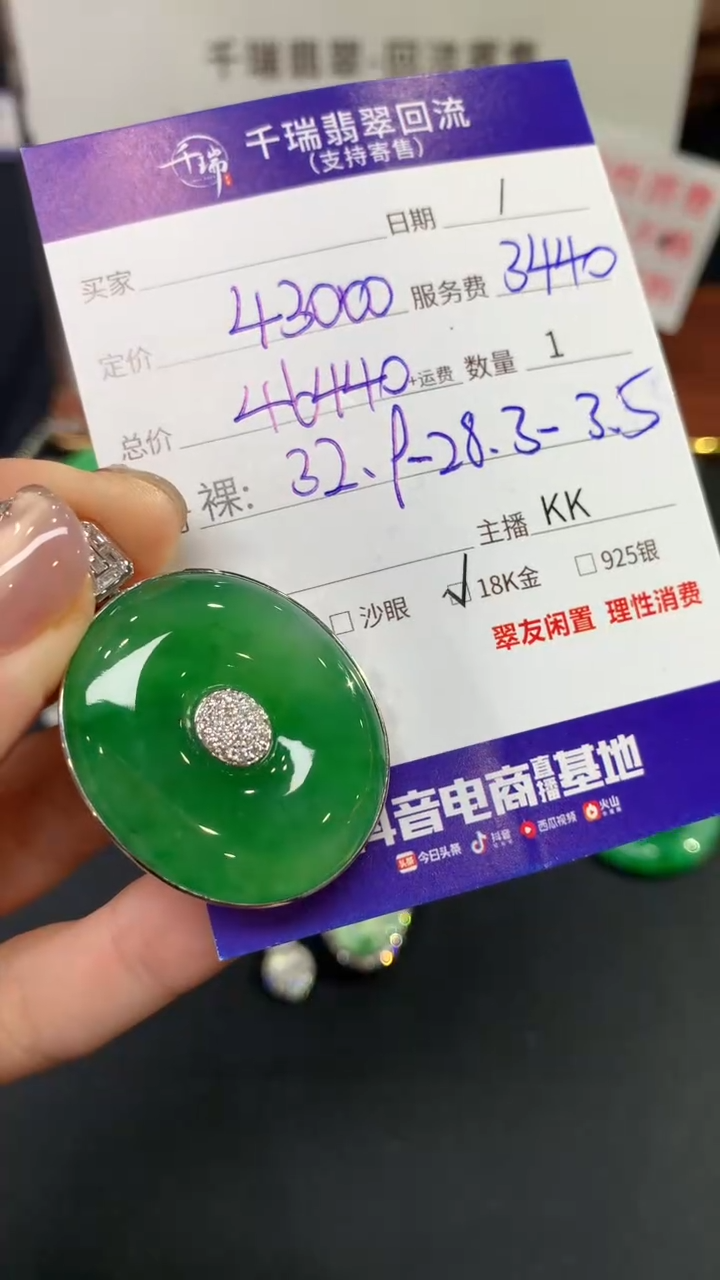 千瑞翡翠·回流寄售
千瑞
千瑞翡翠回流
(支持寄售)
日期 /
买家
定价 43000 服务费 3440
总价 46440 +运费 数量 1
裸: 32.9-28.3-3.5
主播 KK
沙眼 √ 18K金 925银
翠友闲置 理性消费
抖音电商直播基地
头条 今日头条 抖音 西瓜视频 火山